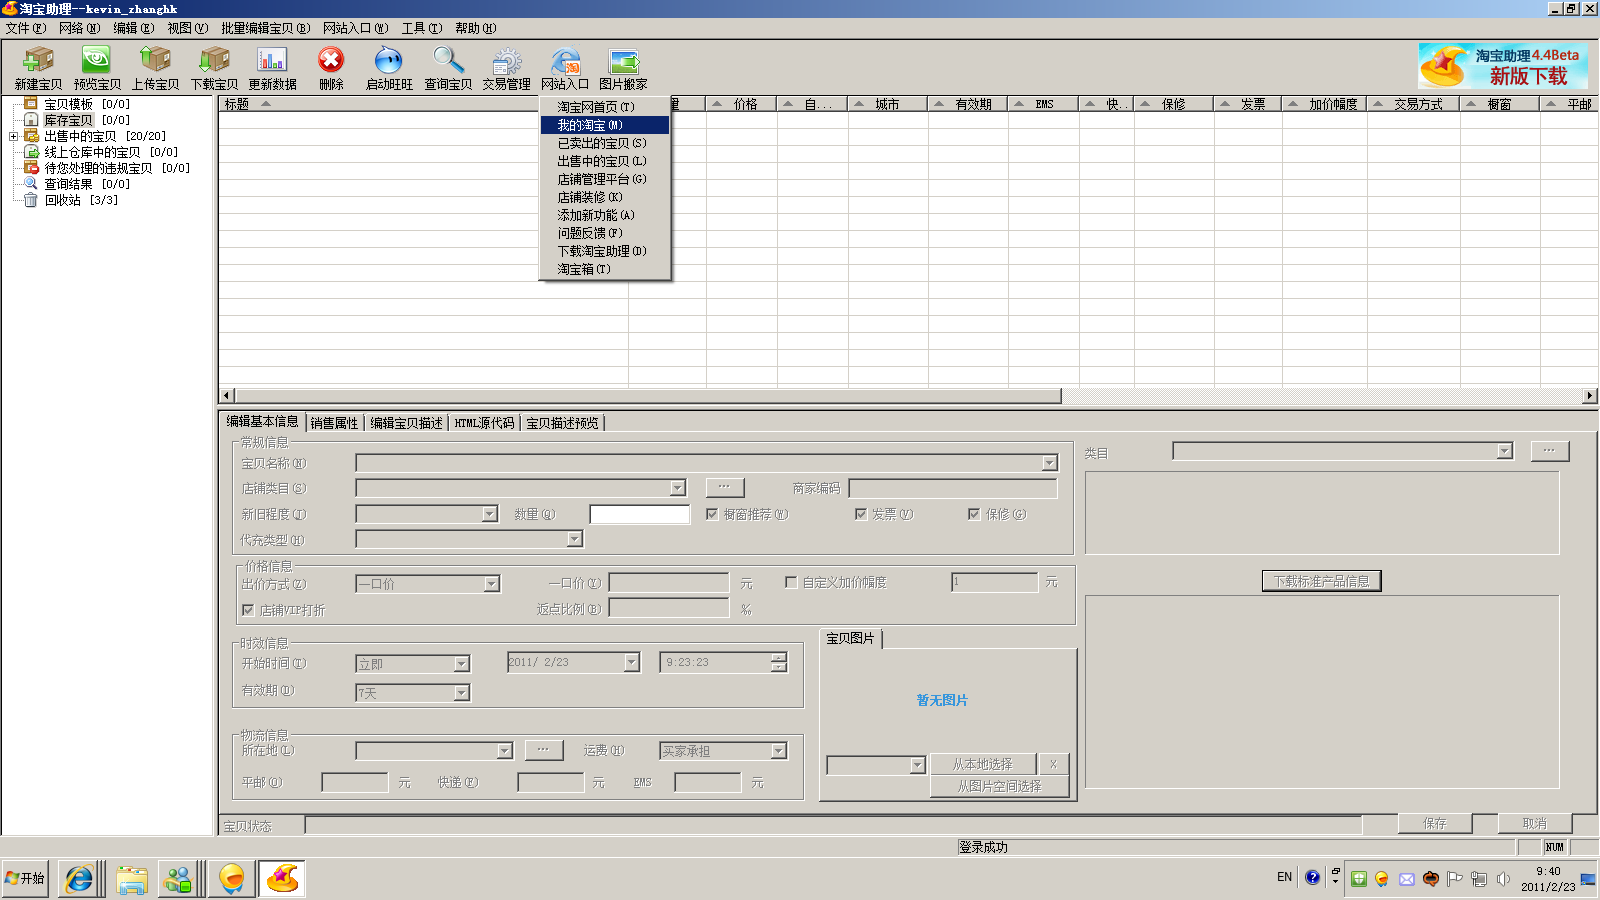 淘宝助理--kevin_zhanghk
文件(F) 网络(N) 编辑(E) 视图(V) 批量编辑宝贝(B) 网站入口(W) 工具(T) 帮助(H)
新建宝贝 预览宝贝 上传宝贝 下载宝贝 更新数据 删除 启动旺旺 查询宝贝 交易管理 网站入口 图片搬家
淘宝助理4.4Beta
新版下载
宝贝模板 [0/0]
库存宝贝 [0/0]
出售中的宝贝 [20/20]
线上仓库中的宝贝 [0/0]
待您处理的违规宝贝 [0/0]
查询结果 [0/0]
回收站 [3/3]
标题 量 价格 自... 城市 有效期 EMS 快.. 保修 发票 加价幅度 交易方式 橱窗 平邮
淘宝网首页(T)
我的淘宝(M)
已卖出的宝贝(S)
出售中的宝贝(L)
店铺管理平台(G)
店铺装修(K)
添加新功能(A)
问题反馈(F)
下载淘宝助理(D)
淘宝箱(T)
编辑基本信息 销售属性 编辑宝贝描述 HTML源代码 宝贝描述预览
常规信息
宝贝名称(N)
店铺类目(S) ... 商家编码
新旧程度(I) 数量(Q) 橱窗推荐(W) 发票(V) 保修(G)
代充类型(H)
类目 ...
下载标准产品信息
价格信息
出价方式(Z) 一口价 一口价(Y) 元 自定义加价幅度 1 元
店铺VIP打折 返点比例(B) %
时效信息
开始时间(T) 立即 2011/ 2/23 9:23:23
有效期(D) 7天
物流信息
所在地(L) ... 运费(H) 买家承担
平邮(O) 元 快递(F) 元 EMS 元
宝贝图片
暂无图片
从本地选择 X
从图片空间选择
宝贝状态 保存 取消
登录成功 NUM
开始 EN 9:40
2011/2/23